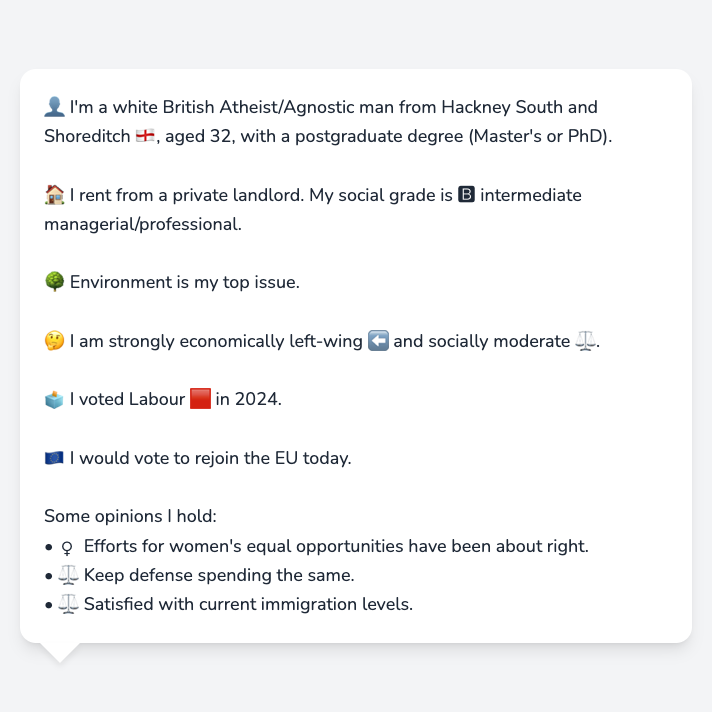 👤 I'm a white British Atheist/Agnostic man from Hackney South and
Shoreditch 🏴󠁧󠁢󠁥󠁮󠁧󠁿, aged 32, with a postgraduate degree (Master's or PhD).
🏠 I rent from a private landlord. My social grade is 🅱 intermediate
managerial/professional.
🌳 Environment is my top issue.
🤔 I am strongly economically left-wing ⬅️ and socially moderate ⚖️.
🗳️ I voted Labour 🟥 in 2024.
🇪🇺 I would vote to rejoin the EU today.
Some opinions I hold:
• ♀ Efforts for women's equal opportunities have been about right.
• ⚖️ Keep defense spending the same.
• ⚖️ Satisfied with current immigration levels.